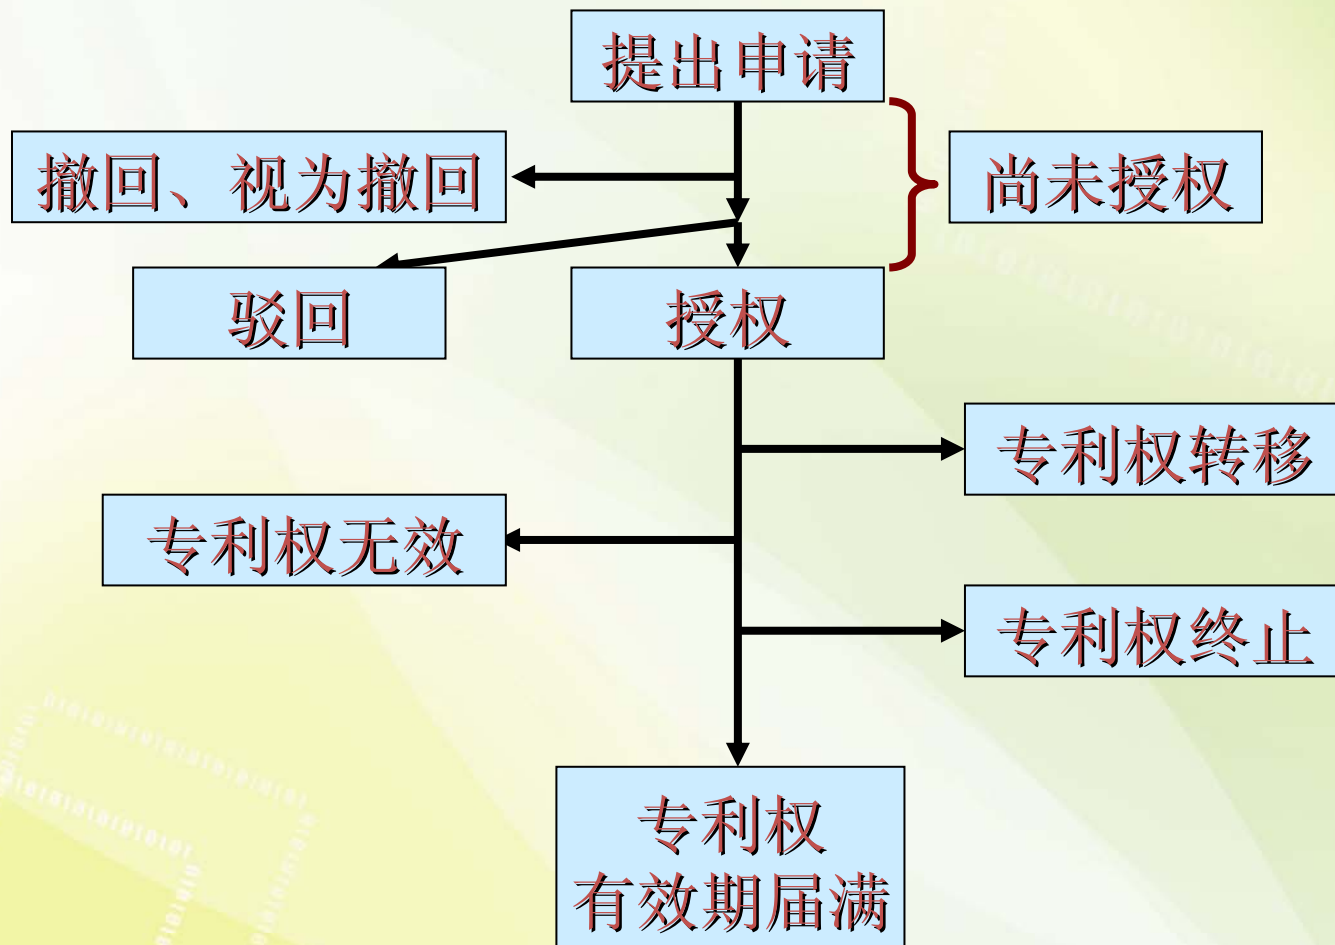 提出申请
撤回、视为撤回
尚未授权
驳回
授权
专利权转移
专利权无效
专利权终止
专利权
有效期届满